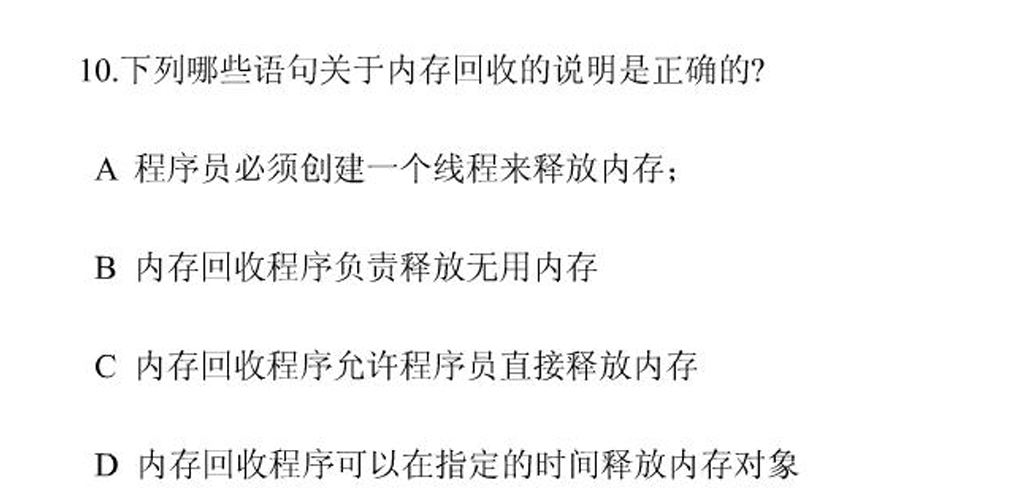 10.下列哪些语句关于内存回收的说明是正确的?
A 程序员必须创建一个线程来释放内存；
B 内存回收程序负责释放无用内存
C 内存回收程序允许程序员直接释放内存
D 内存回收程序可以在指定的时间释放内存对象